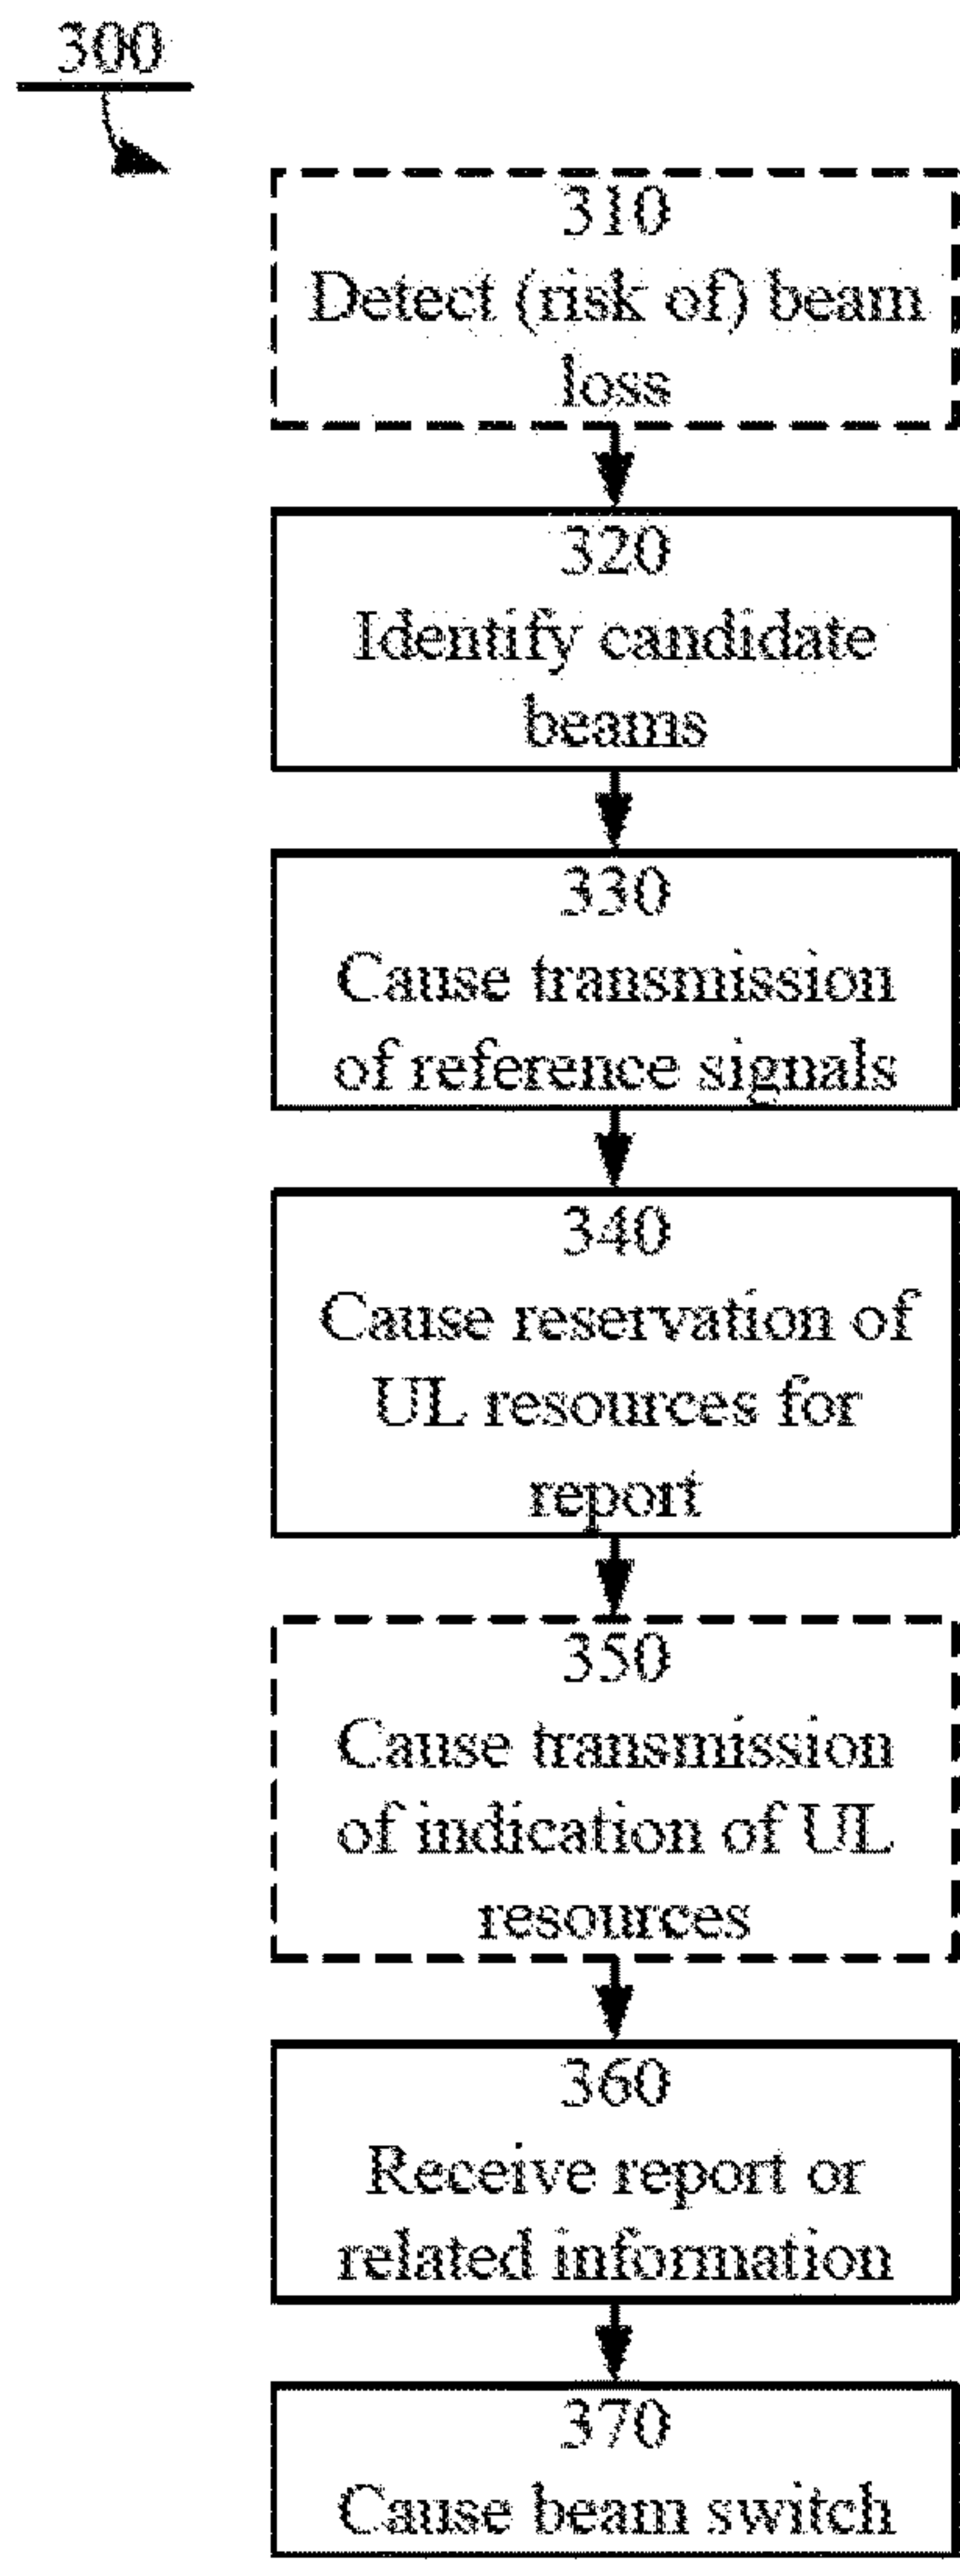 300
310
Detect (risk of) beam
loss
320
Identify candidate
beams
330
Cause transmission
of reference signals
340
Cause reservation of
UL resources for
report
350
Cause transmission
of indication of UL
resources
360
Receive report or
related information
370
Cause beam switch